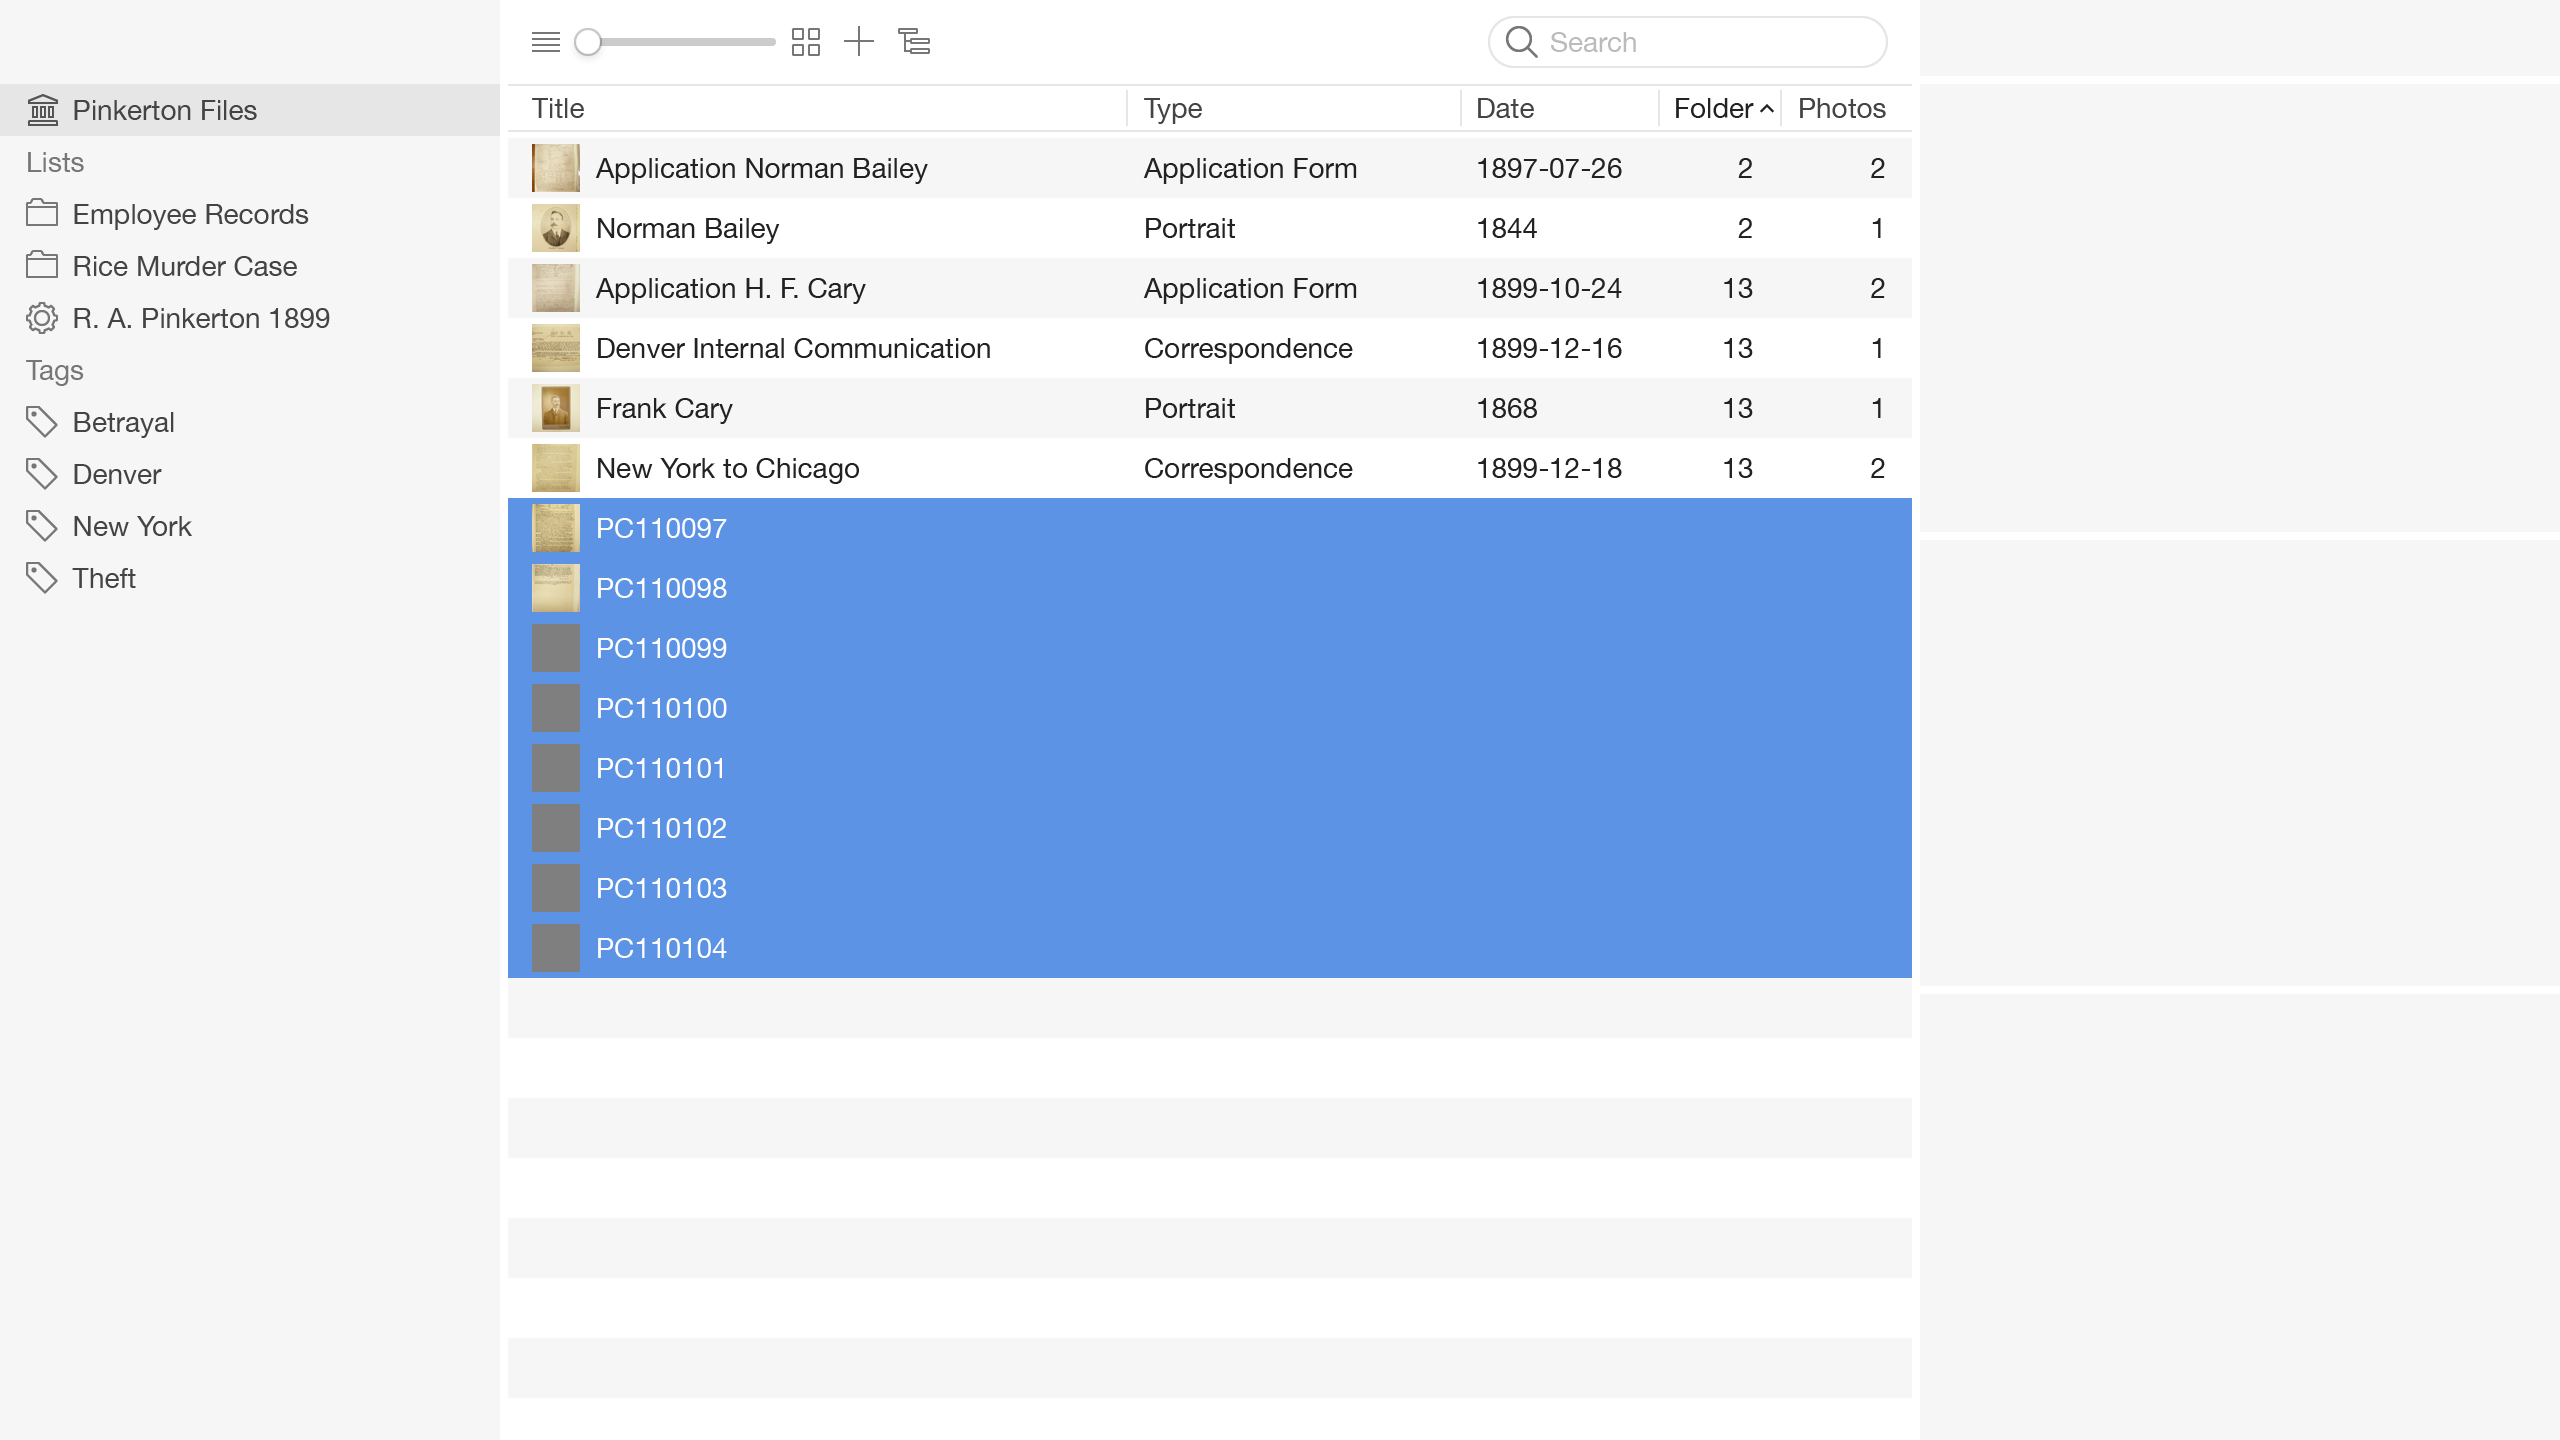 Search
Pinkerton Files
Lists
Employee Records
Rice Murder Case
R. A. Pinkerton 1899
Tags
Betrayal
Denver
New York
Theft
Title Type Date Folder Photos
Application Norman Bailey Application Form 1897-07-26 2 2
Norman Bailey Portrait 1844 2 1
Application H. F. Cary Application Form 1899-10-24 13 2
Denver Internal Communication Correspondence 1899-12-16 13 1
Frank Cary Portrait 1868 13 1
New York to Chicago Correspondence 1899-12-18 13 2
PC110097
PC110098
PC110099
PC110100
PC110101
PC110102
PC110103
PC110104